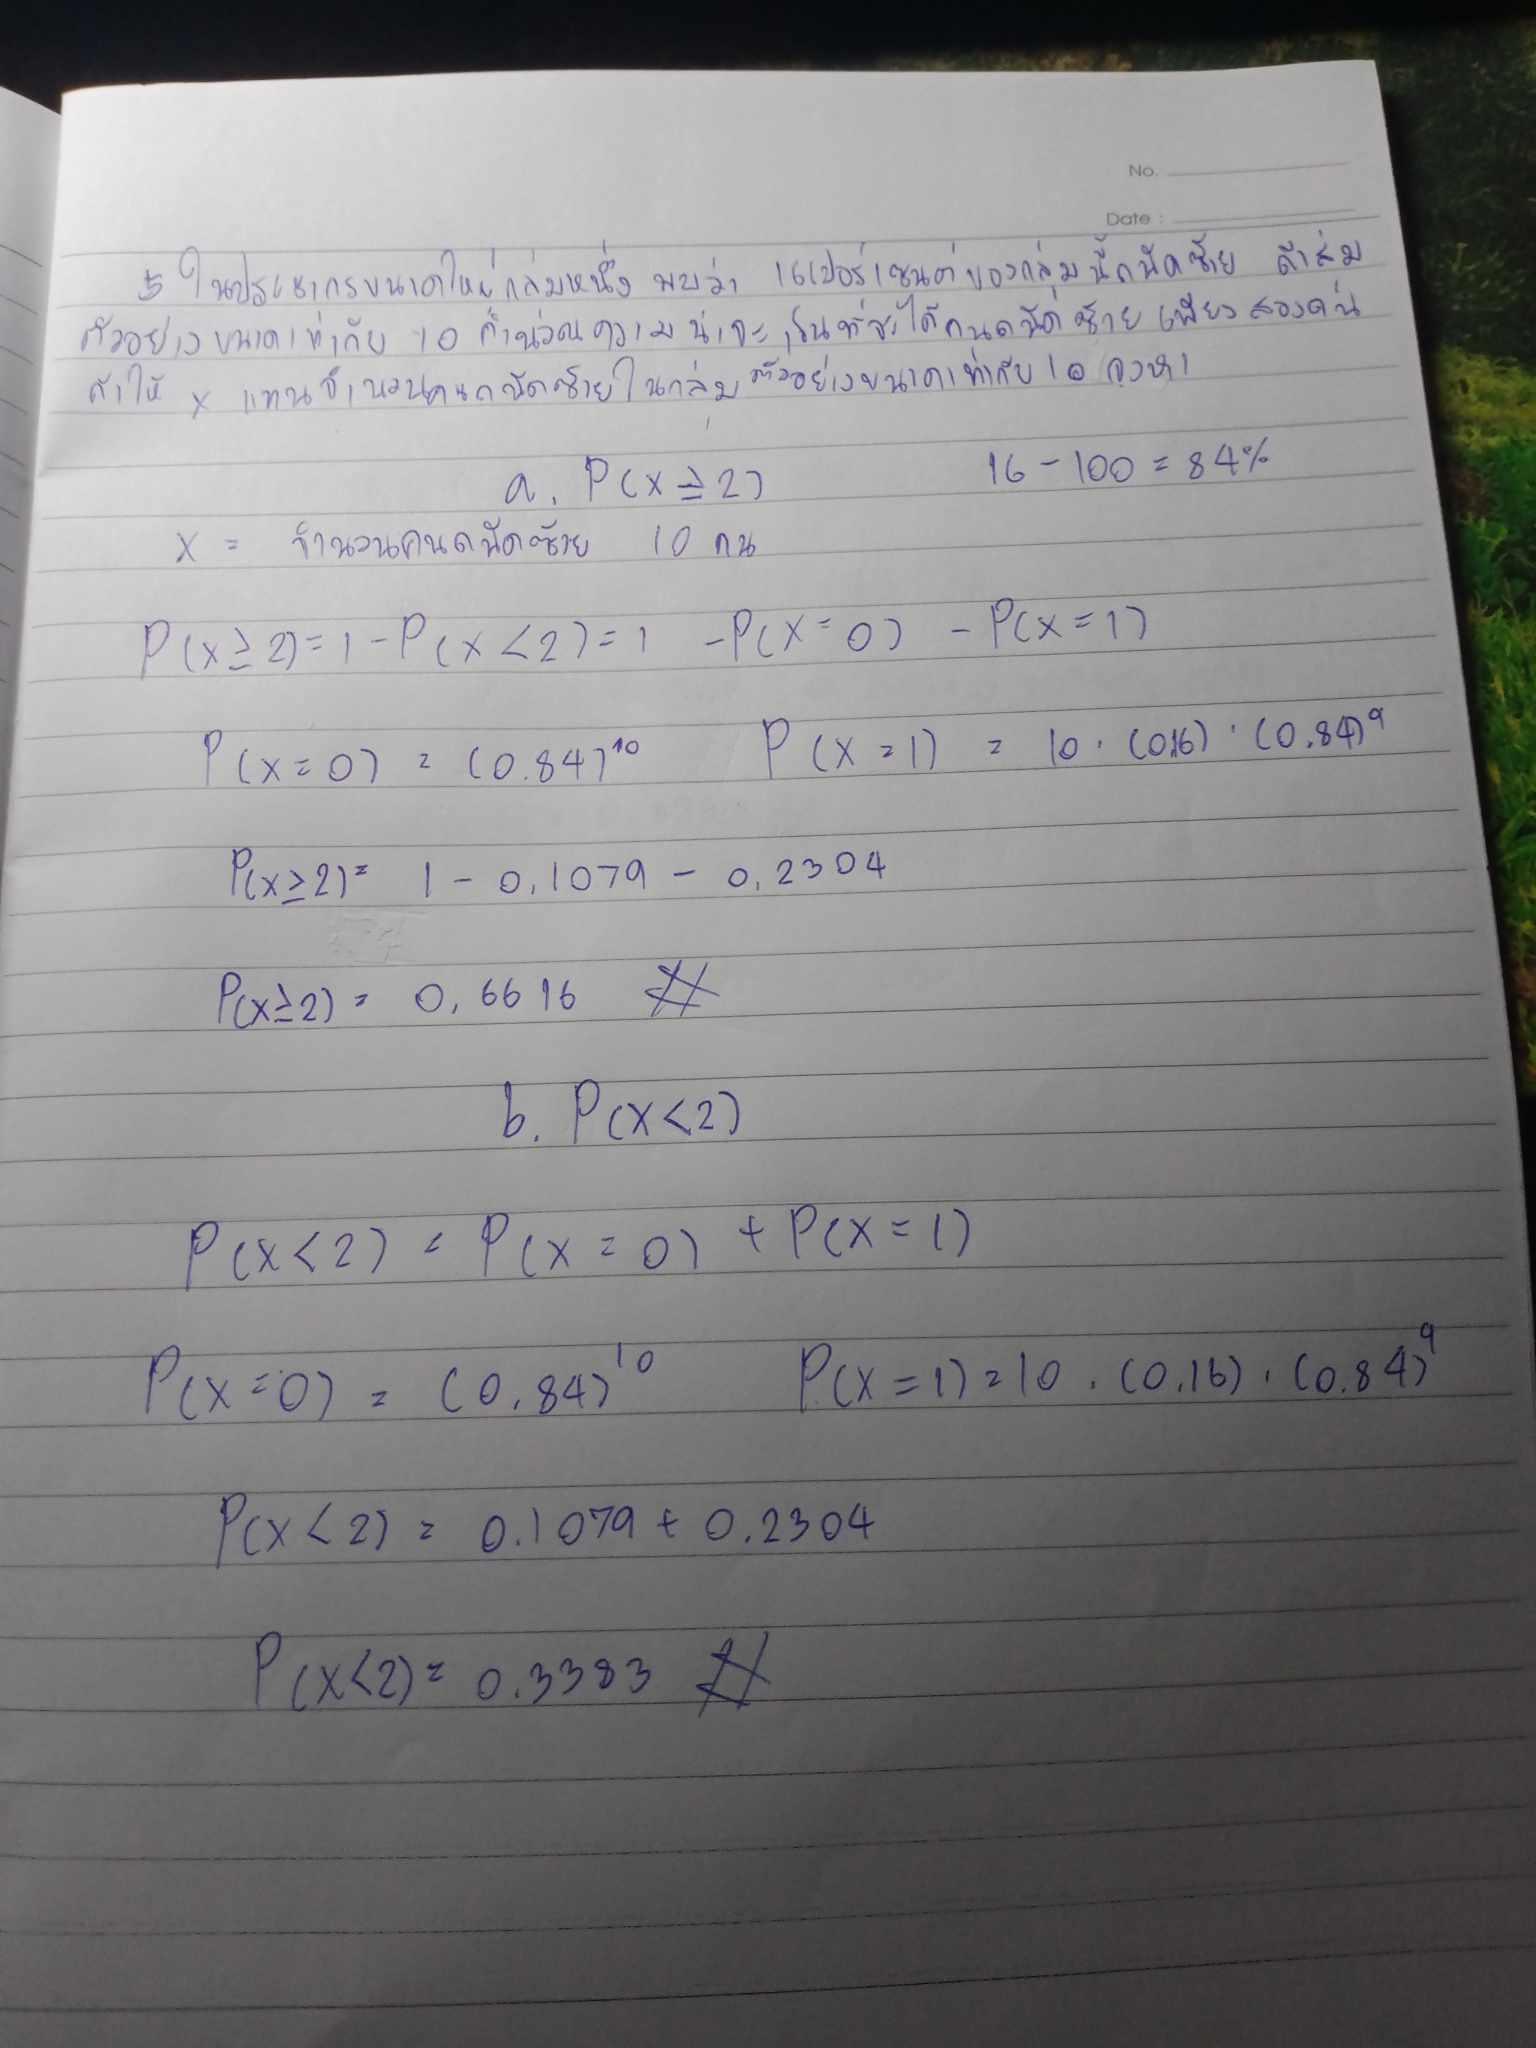 No.
Date :
5 ในประชากรขนาดใหญ่กลุ่มหนึ่ง พบว่า 16เปอร์เซนต์ของกลุ่มนี้ถนัดซ้าย ถ้าสุ่ม
ตัวอย่างขนาดเท่ากับ 10 คำนวณความน่าจะเป็นที่จะได้คนถนัดซ้ายเพียงสองคน
ถ้าให้ x แทนจำนวนคนถนัดซ้ายในกลุ่มตัวอย่างขนาดเท่ากับ 10 จงหา
a. P(x ≥ 2) 16 - 100 = 84%
x = จำนวนคนถนัดซ้าย 10 คน
P(x ≥ 2) = 1 - P(x < 2) = 1 - P(x = 0) - P(x = 1)
P(x = 0) = (0.84)¹⁰ P(x = 1) = 10 · (0.16) · (0.84)⁹
P(x ≥ 2) = 1 - 0.1079 - 0.2304
P(x ≥ 2) = 0.6616 #
b. P(x < 2)
P(x < 2) = P(x = 0) + P(x = 1)
P(x = 0) = (0.84)¹⁰ P(x = 1) = 10 . (0.16) . (0.84)⁹
P(x < 2) = 0.1079 + 0.2304
P(x < 2) = 0.3383 #